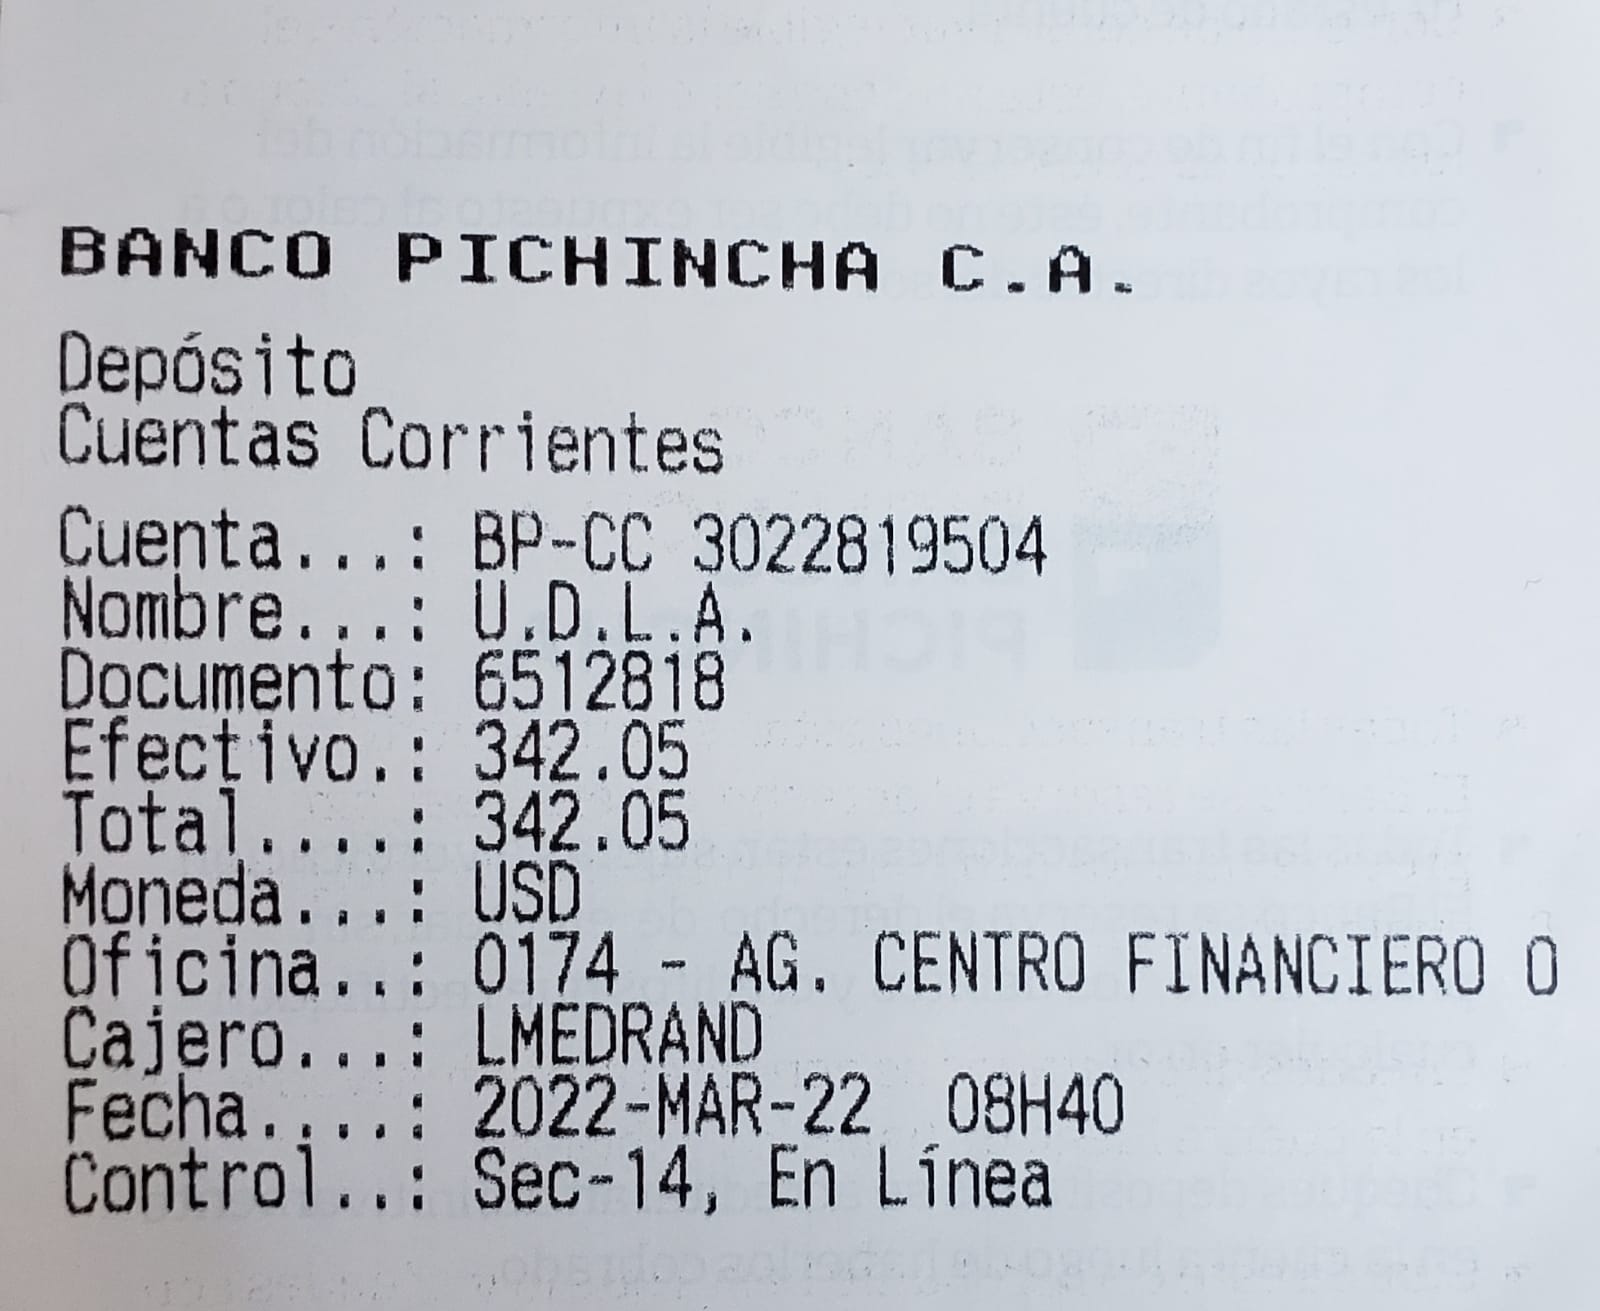 BANCO PICHINCHA C.A.
Depósito
Cuentas Corrientes
Cuenta...: BP-CC 3022819504
Nombre...: U.D.L.A.
Documento: 6512818
Efectivo.: 342.05
Total....: 342.05
Moneda...: USD
Oficina..: 0174 - AG. CENTRO FINANCIERO O
Cajero...: LMEDRAND
Fecha....: 2022-MAR-22 08H40
Control..: Sec-14, En Línea